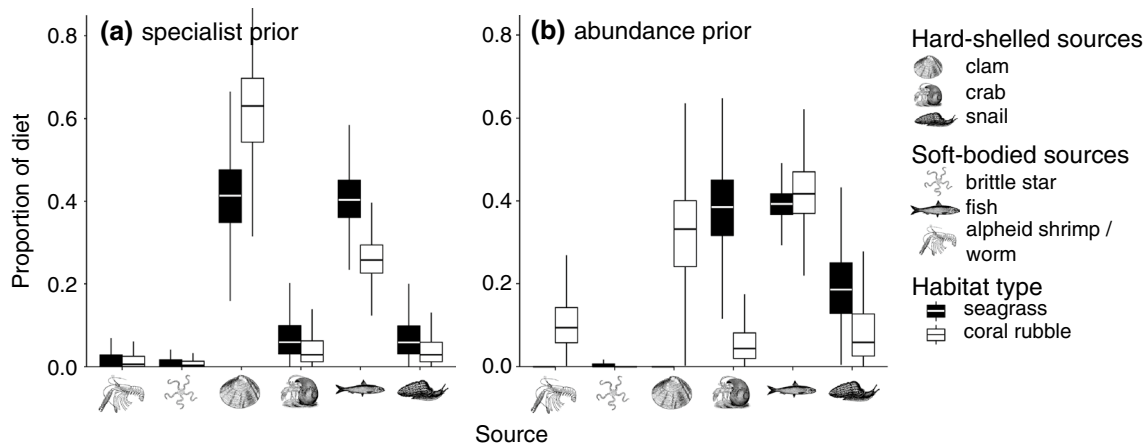 (a) specialist prior
(b) abundance prior
Proportion of diet
0.8
0.6
0.4
0.2
0.0
0.8
0.6
0.4
0.2
0.0
Source
Hard-shelled sources
clam
crab
snail
Soft-bodied sources
brittle star
fish
alpheid shrimp /
worm
Habitat type
seagrass
coral rubble